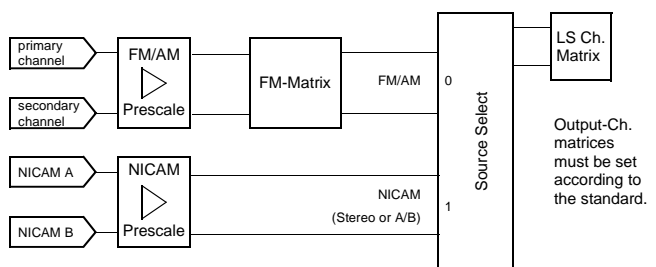 primary
channel
secondary
channel
FM/AM
Prescale
FM-Matrix
FM/AM
0
NICAM A
NICAM B
NICAM
Prescale
NICAM
(Stereo or A/B)
1
Source Select
LS Ch.
Matrix
Output-Ch.
matrices
must be set
according to
the standard.